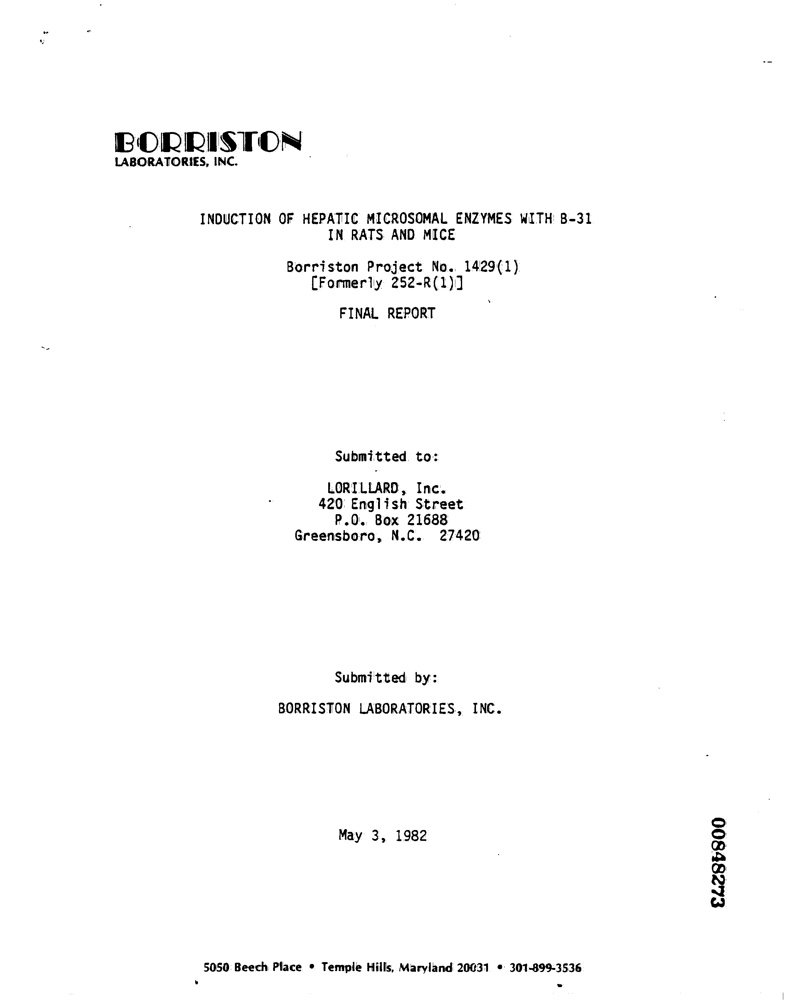 BORRISTON
LABORATORIES, INC.
INDUCTION OF HEPATIC MICROSOMAL ENZYMES WITH B-31
IN RATS AND MICE
Borriston Project No. 1429(1)
[Formerly 252-R(1)]
FINAL REPORT
Submitted to:
LORILLARD, Inc.
420 English Street
P.O. Box 21688
Greensboro, N.C. 27420
Submitted by:
BORRISTON LABORATORIES, INC.
May 3, 1982
00848273
5050 Beech Place • Temple Hills, Maryland 20031 • 301-899-3536